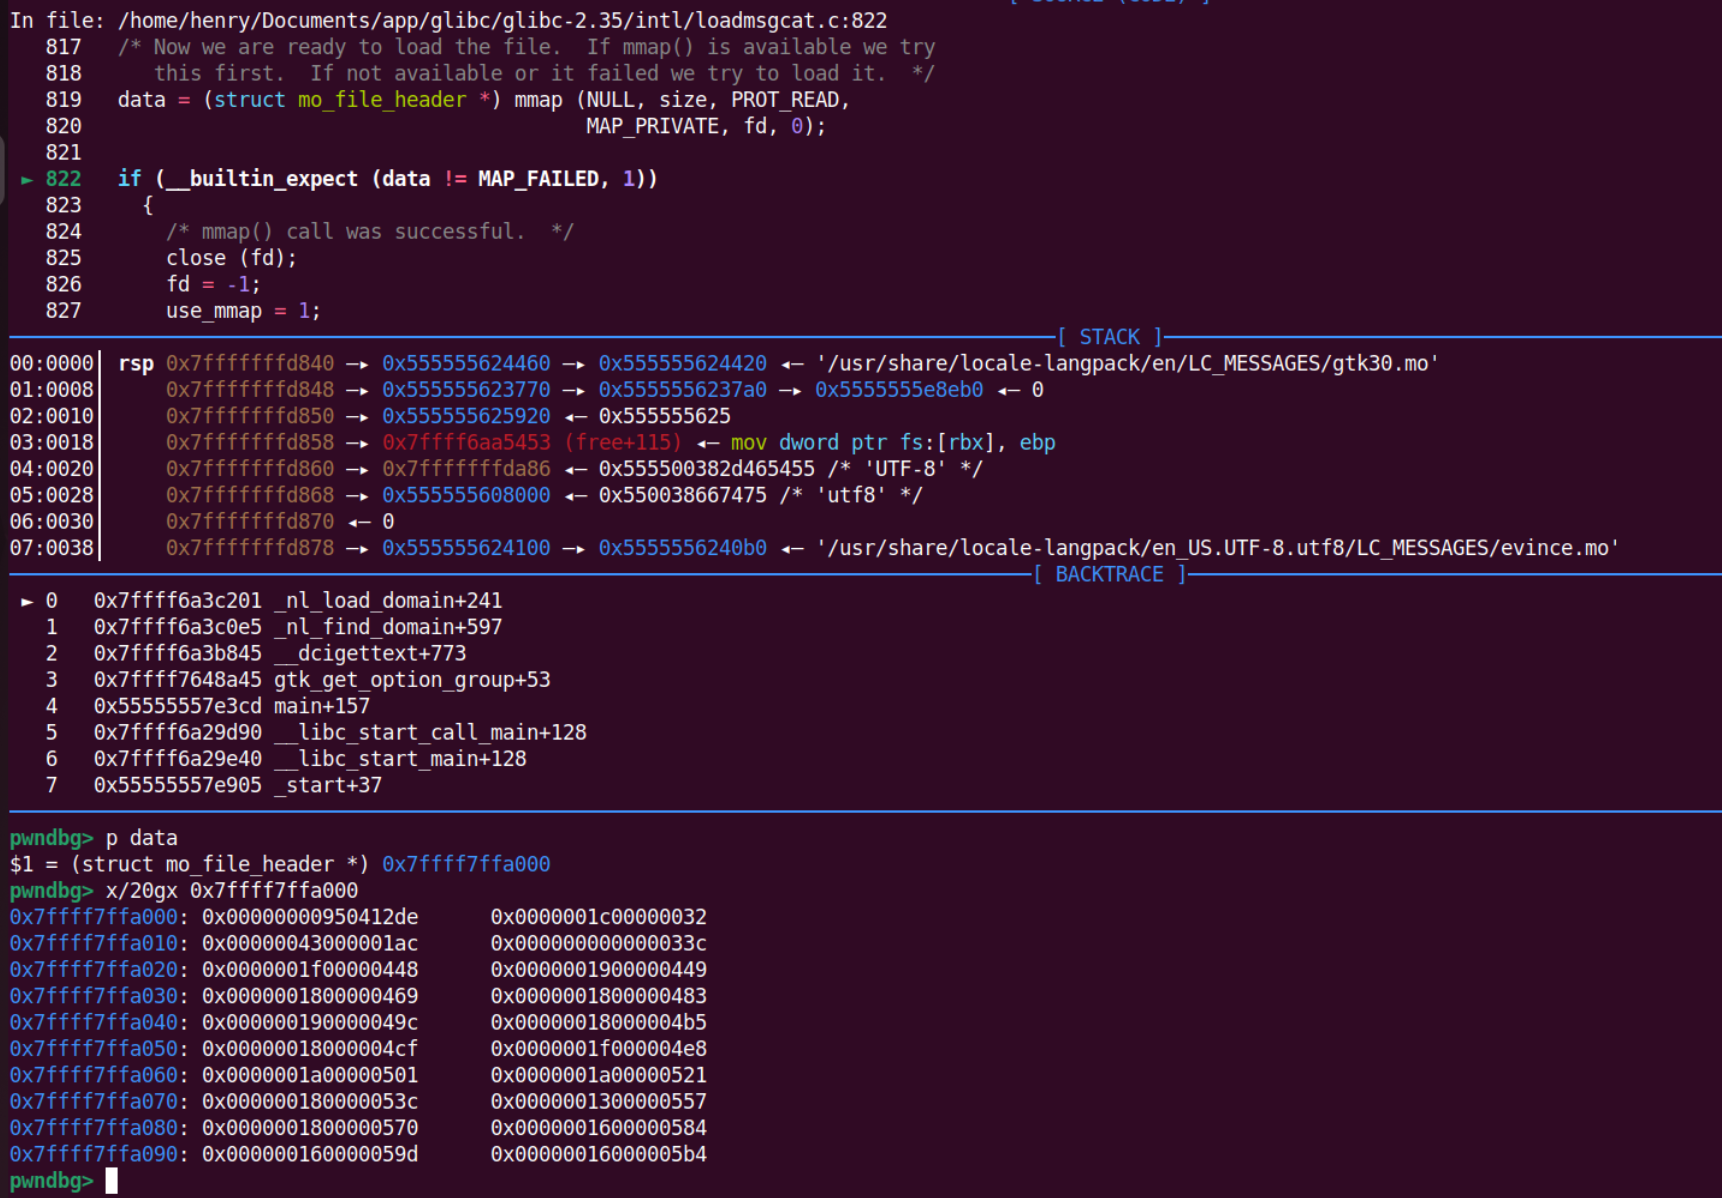 In file: /home/henry/Documents/app/glibc/glibc-2.35/intl/loadmsgcat.c:822
817 /* Now we are ready to load the file. If mmap() is available we try
818 this first. If not available or it failed we try to load it. */
819 data = (struct mo_file_header *) mmap (NULL, size, PROT_READ,
820 MAP_PRIVATE, fd, 0);
821
► 822 if (__builtin_expect (data != MAP_FAILED, 1))
823 {
824 /* mmap() call was successful. */
825 close (fd);
826 fd = -1;
827 use_mmap = 1;
[ STACK ]
00:0000│ rsp 0x7fffffffd840 —▸ 0x555555624460 —▸ 0x555555624420 ◂— '/usr/share/locale-langpack/en/LC_MESSAGES/gtk30.mo'
01:0008│ 0x7fffffffd848 —▸ 0x555555623770 —▸ 0x5555556237a0 —▸ 0x5555555e8eb0 ◂— 0
02:0010│ 0x7fffffffd850 —▸ 0x555555625920 ◂— 0x555555625
03:0018│ 0x7fffffffd858 —▸ 0x7ffff6aa5453 (free+115) ◂— mov dword ptr fs:[rbx], ebp
04:0020│ 0x7fffffffd860 —▸ 0x7fffffffda86 ◂— 0x555500382d465455 /* 'UTF-8' */
05:0028│ 0x7fffffffd868 —▸ 0x555555608000 ◂— 0x550038667475 /* 'utf8' */
06:0030│ 0x7fffffffd870 ◂— 0
07:0038│ 0x7fffffffd878 —▸ 0x555555624100 —▸ 0x5555556240b0 ◂— '/usr/share/locale-langpack/en_US.UTF-8.utf8/LC_MESSAGES/evince.mo'
[ BACKTRACE ]
► 0 0x7ffff6a3c201 _nl_load_domain+241
1 0x7ffff6a3c0e5 _nl_find_domain+597
2 0x7ffff6a3b845 __dcigettext+773
3 0x7ffff7648a45 gtk_get_option_group+53
4 0x55555557e3cd main+157
5 0x7ffff6a29d90 __libc_start_call_main+128
6 0x7ffff6a29e40 __libc_start_main+128
7 0x55555557e905 _start+37
pwndbg> p data
$1 = (struct mo_file_header *) 0x7ffff7ffa000
pwndbg> x/20gx 0x7ffff7ffa000
0x7ffff7ffa000: 0x00000000950412de 0x0000001c00000032
0x7ffff7ffa010: 0x00000043000001ac 0x000000000000033c
0x7ffff7ffa020: 0x0000001f00000448 0x0000001900000449
0x7ffff7ffa030: 0x0000001800000469 0x0000001800000483
0x7ffff7ffa040: 0x000000190000049c 0x00000018000004b5
0x7ffff7ffa050: 0x00000018000004cf 0x0000001f000004e8
0x7ffff7ffa060: 0x0000001a00000501 0x0000001a00000521
0x7ffff7ffa070: 0x000000180000053c 0x0000001300000557
0x7ffff7ffa080: 0x0000001800000570 0x0000001600000584
0x7ffff7ffa090: 0x000000160000059d 0x00000016000005b4
pwndbg>